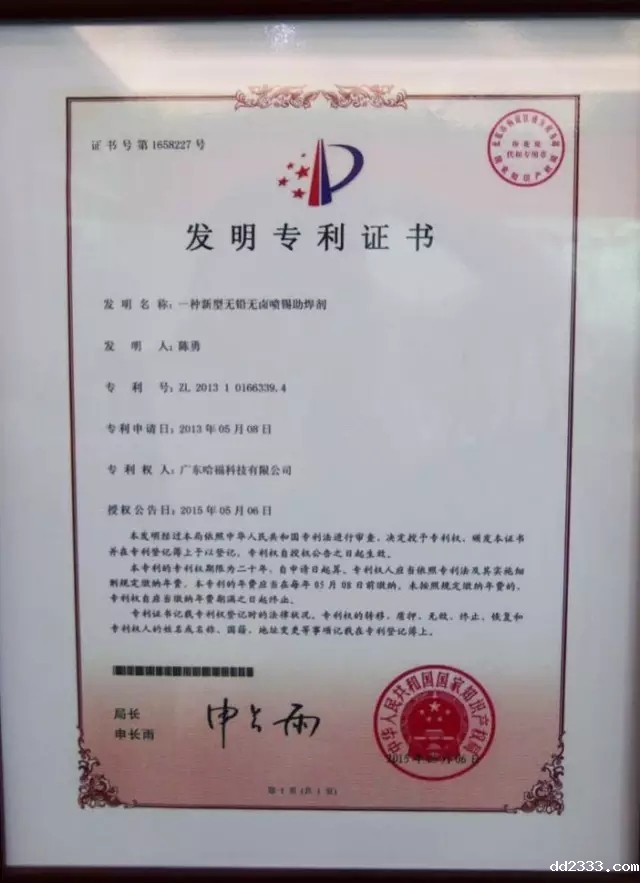 证书号第1658227号
发明专利证书
发明名称:一种新型无铅无卤喷锡助焊剂
发明人:陈勇
专利号:ZL 2013 1 0166339.4
专利申请日:2013年05月08日
专利权人:广东哈福科技有限公司
授权公告日:2015年05月06日
本发明经过本局依照中华人民共和国专利法进行审查,决定授予专利权,颁发本证书
并在专利登记簿上予以登记。专利权自授权公告之日起生效。
本专利的专利权期限为二十年,自申请日起算。专利权人应当依照专利法及其实施细
则规定缴纳年费。本专利的年费应当在每年05月08日前缴纳。未按照规定缴纳年费的,
专利权自应当缴纳年费期满之日起终止。
专利证书记载专利权登记时的法律状况。专利权的转移、质押、无效、终止、恢复和
专利权人的姓名或名称、国籍、地址变更等事项记载在专利登记簿上。
局长
申长雨
申长雨
中华人民共和国国家知识产权局
2015年05月06日
第1页(共1页)
dd2333.com